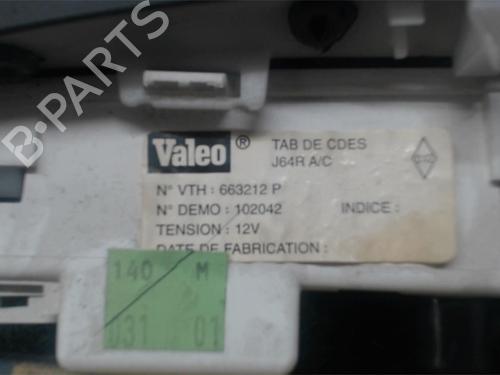 B-PARTS
Valeo ®
TAB DE CDES
J64R A/C
N° VTH : 663212 P
N° DEMO : 102042 INDICE :
TENSION : 12V
DATE DE FABRICATION :
140 M
031 01